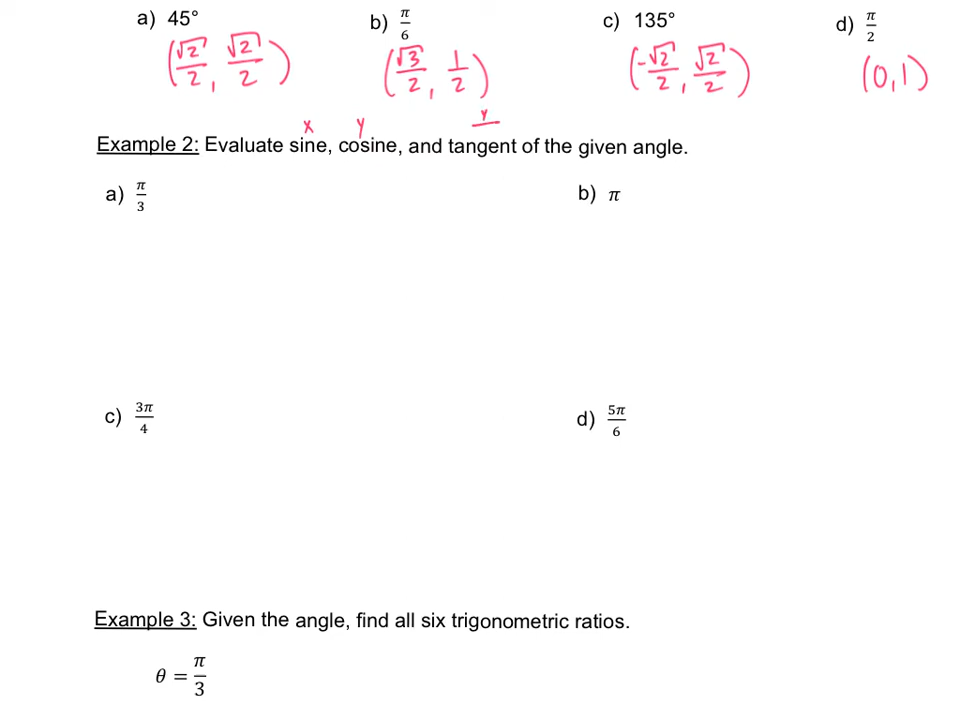 a) 45° b) π/6 c) 135° d) π/2
(√2/2, √2/2) (√3/2, 1/2) (-√2/2, √2/2) (0,1)
x y y
Example 2: Evaluate sine, cosine, and tangent of the given angle.
a) π/3 b) π
c) 3π/4 d) 5π/6
Example 3: Given the angle, find all six trigonometric ratios.
θ = π/3